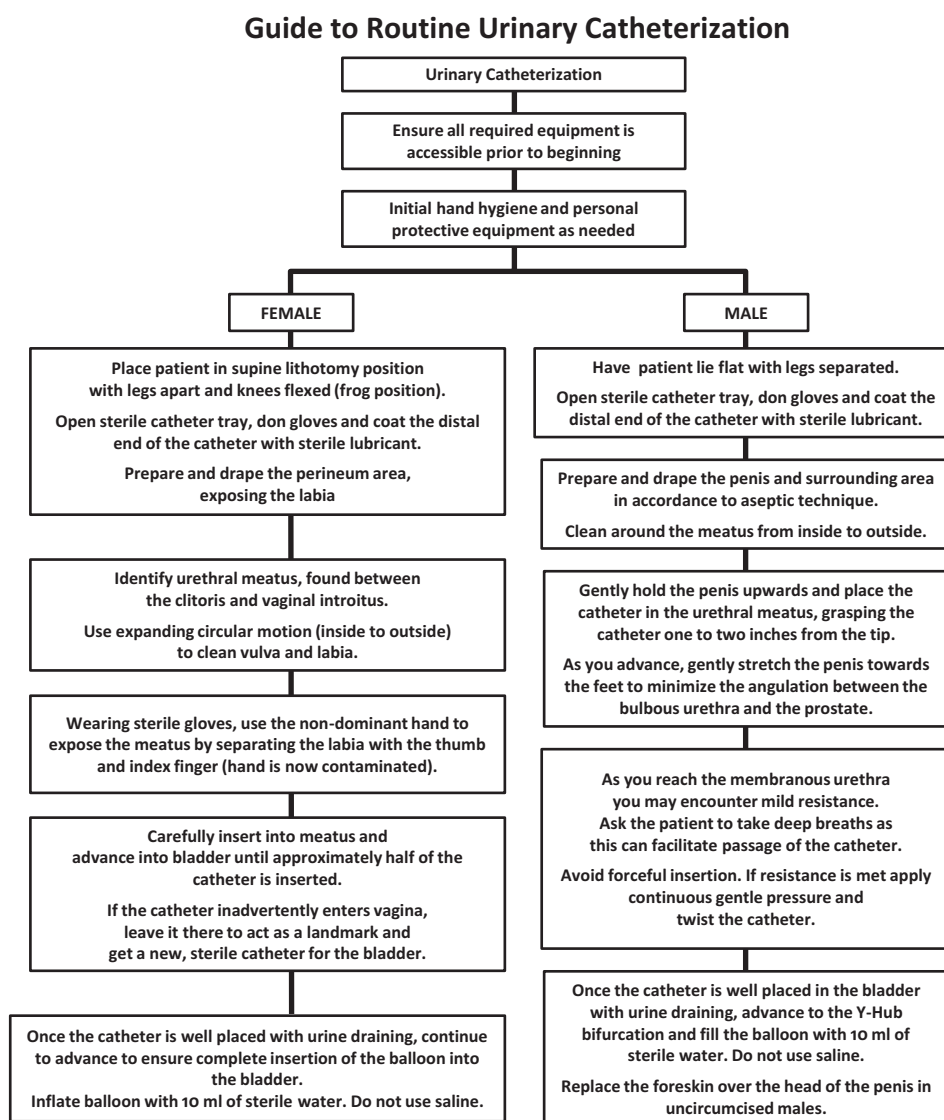 Guide to Routine Urinary Catheterization
Urinary Catheterization
Ensure all required equipment is
accessible prior to beginning
Initial hand hygiene and personal
protective equipment as needed
FEMALE
Place patient in supine lithotomy position
with legs apart and knees flexed (frog position).
Open sterile catheter tray, don gloves and coat the distal
end of the catheter with sterile lubricant.
Prepare and drape the perineum area,
exposing the labia
Identify urethral meatus, found between
the clitoris and vaginal introitus.
Use expanding circular motion (inside to outside)
to clean vulva and labia.
Wearing sterile gloves, use the non-dominant hand to
expose the meatus by separating the labia with the thumb
and index finger (hand is now contaminated).
Carefully insert into meatus and
advance into bladder until approximately half of the
catheter is inserted.
If the catheter inadvertently enters vagina,
leave it there to act as a landmark and
get a new, sterile catheter for the bladder.
Once the catheter is well placed with urine draining, continue
to advance to ensure complete insertion of the balloon into
the bladder.
Inflate balloon with 10 ml of sterile water. Do not use saline.
MALE
Have patient lie flat with legs separated.
Open sterile catheter tray, don gloves and coat the
distal end of the catheter with sterile lubricant.
Prepare and drape the penis and surrounding area
in accordance to aseptic technique.
Clean around the meatus from inside to outside.
Gently hold the penis upwards and place the
catheter in the urethral meatus, grasping the
catheter one to two inches from the tip.
As you advance, gently stretch the penis towards
the feet to minimize the angulation between the
bulbous urethra and the prostate.
As you reach the membranous urethra
you may encounter mild resistance.
Ask the patient to take deep breaths as
this can facilitate passage of the catheter.
Avoid forceful insertion. If resistance is met apply
continuous gentle pressure and
twist the catheter.
Once the catheter is well placed in the bladder
with urine draining, advance to the Y-Hub
bifurcation and fill the balloon with 10 ml of
sterile water. Do not use saline.
Replace the foreskin over the head of the penis in
uncircumcised males.